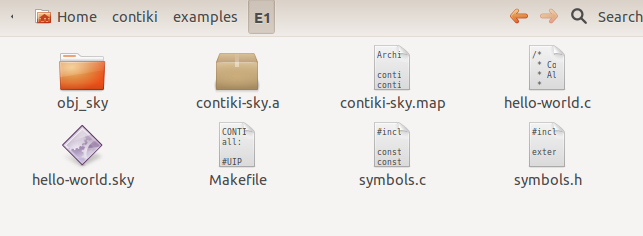 Home contiki examples E1 Search
obj_sky contiki-sky.a contiki-sky.map hello-world.c
Archi
conti
conti
/*
* Co
* Al
*
hello-world.sky Makefile symbols.c symbols.h
CONTI
all:
#UIP
#incl
const
const
#incl
exter